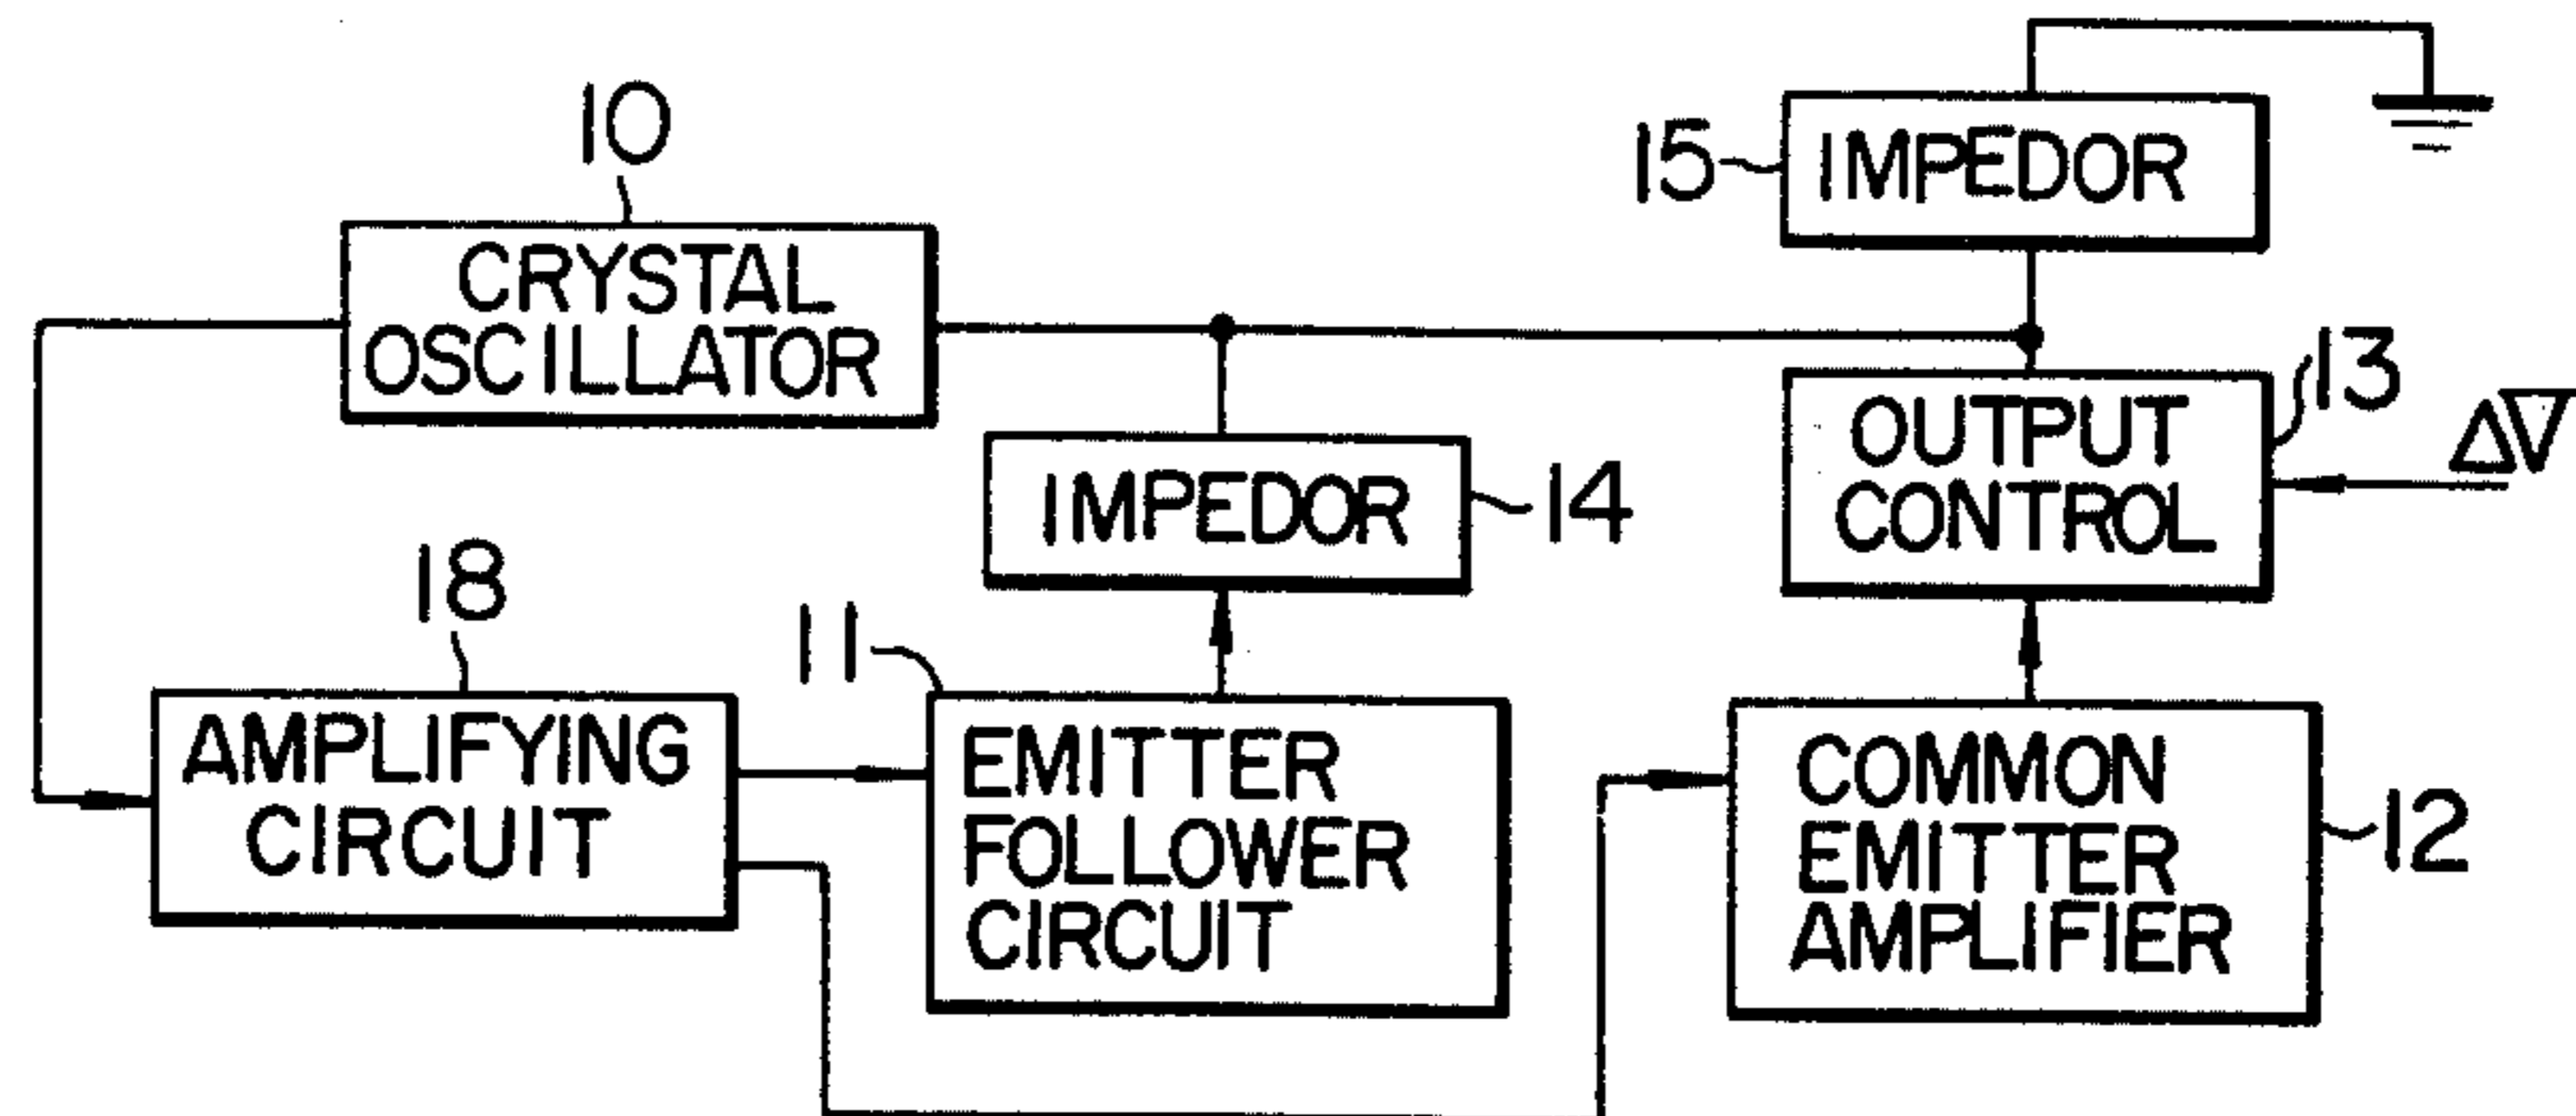 10
CRYSTAL
OSCILLATOR
15
IMPEDOR
IMPEDOR
14
OUTPUT
CONTROL
13
ΔV
18
AMPLIFYING
CIRCUIT
11
EMITTER
FOLLOWER
CIRCUIT
COMMON
EMITTER
AMPLIFIER
12